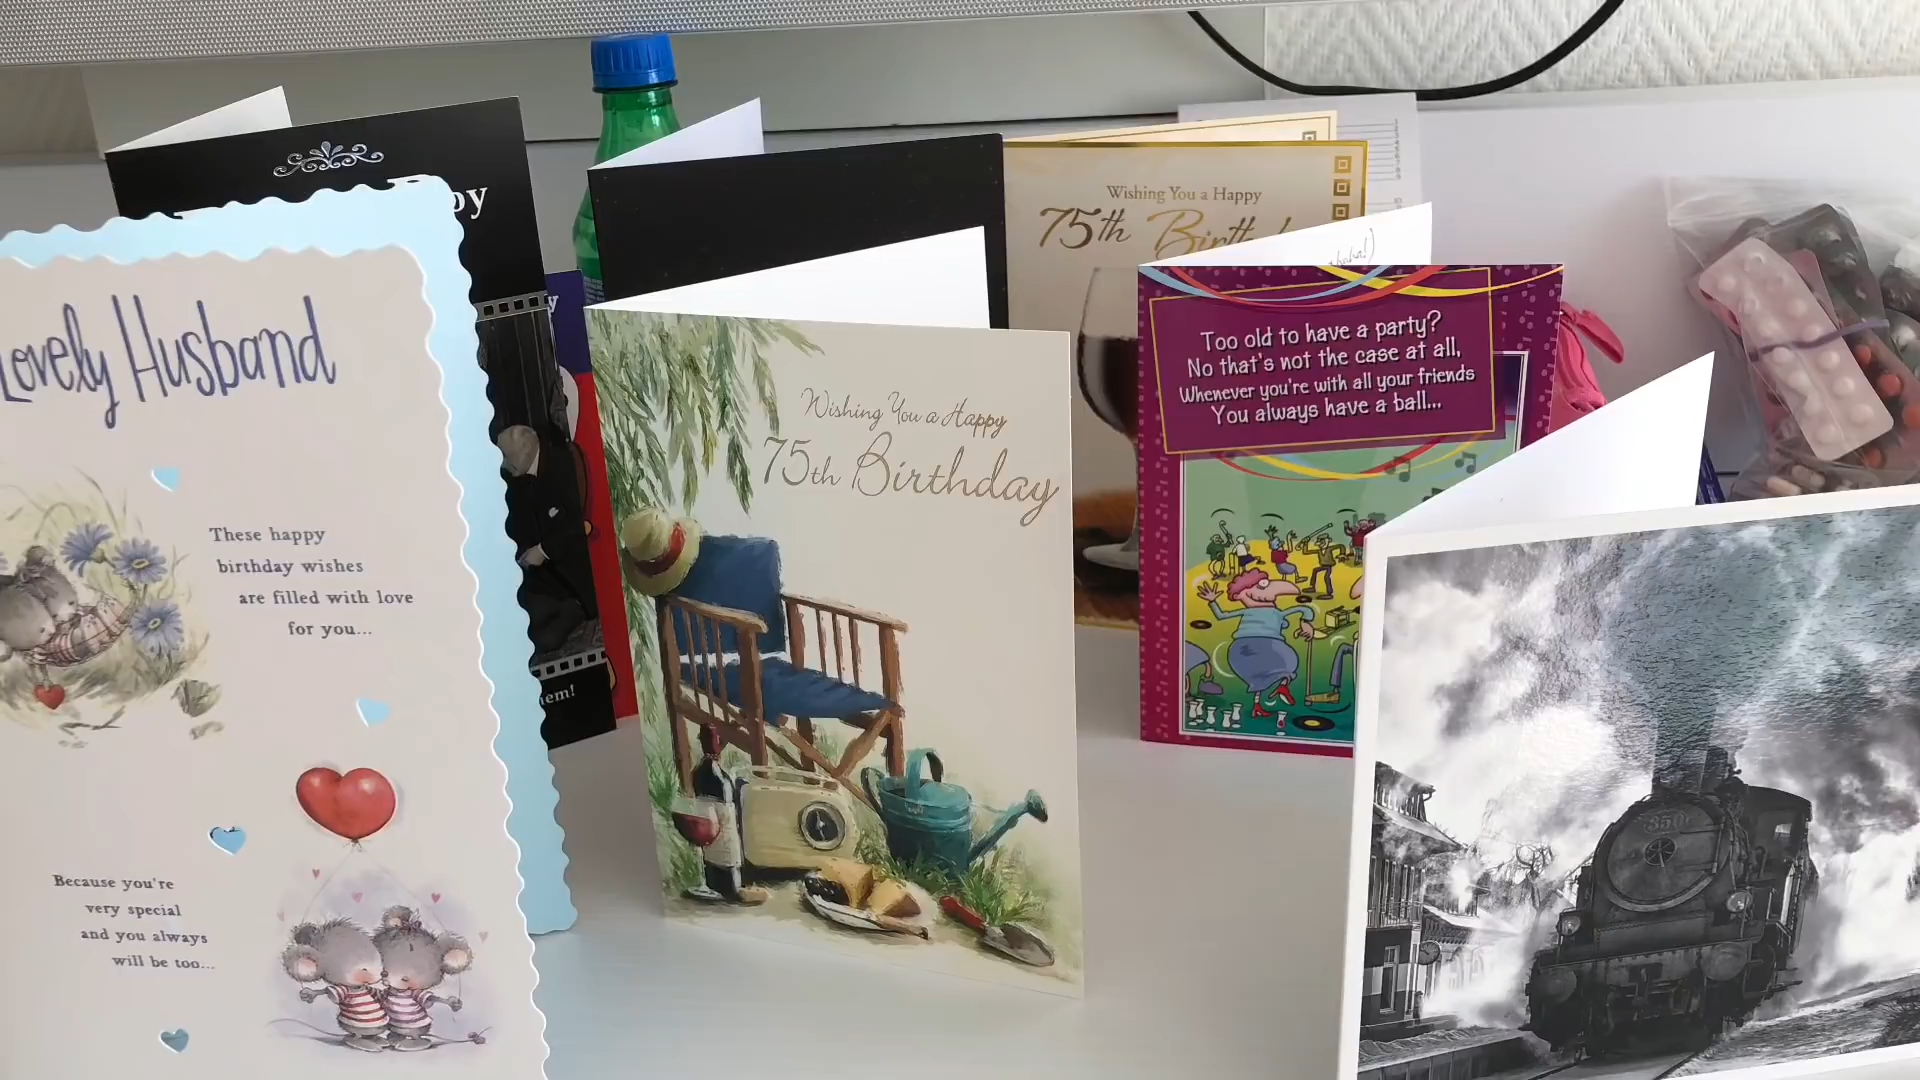 Lovely Husband
These happy
birthday wishes
are filled with love
for you...
Because you're
very special
and you always
will be too...
Wishing You a Happy
75th Birthday
Wishing You a Happy
75th
Too old to have a party?
No that's not the case at all,
Whenever you're with all your friends
You always have a ball...
350